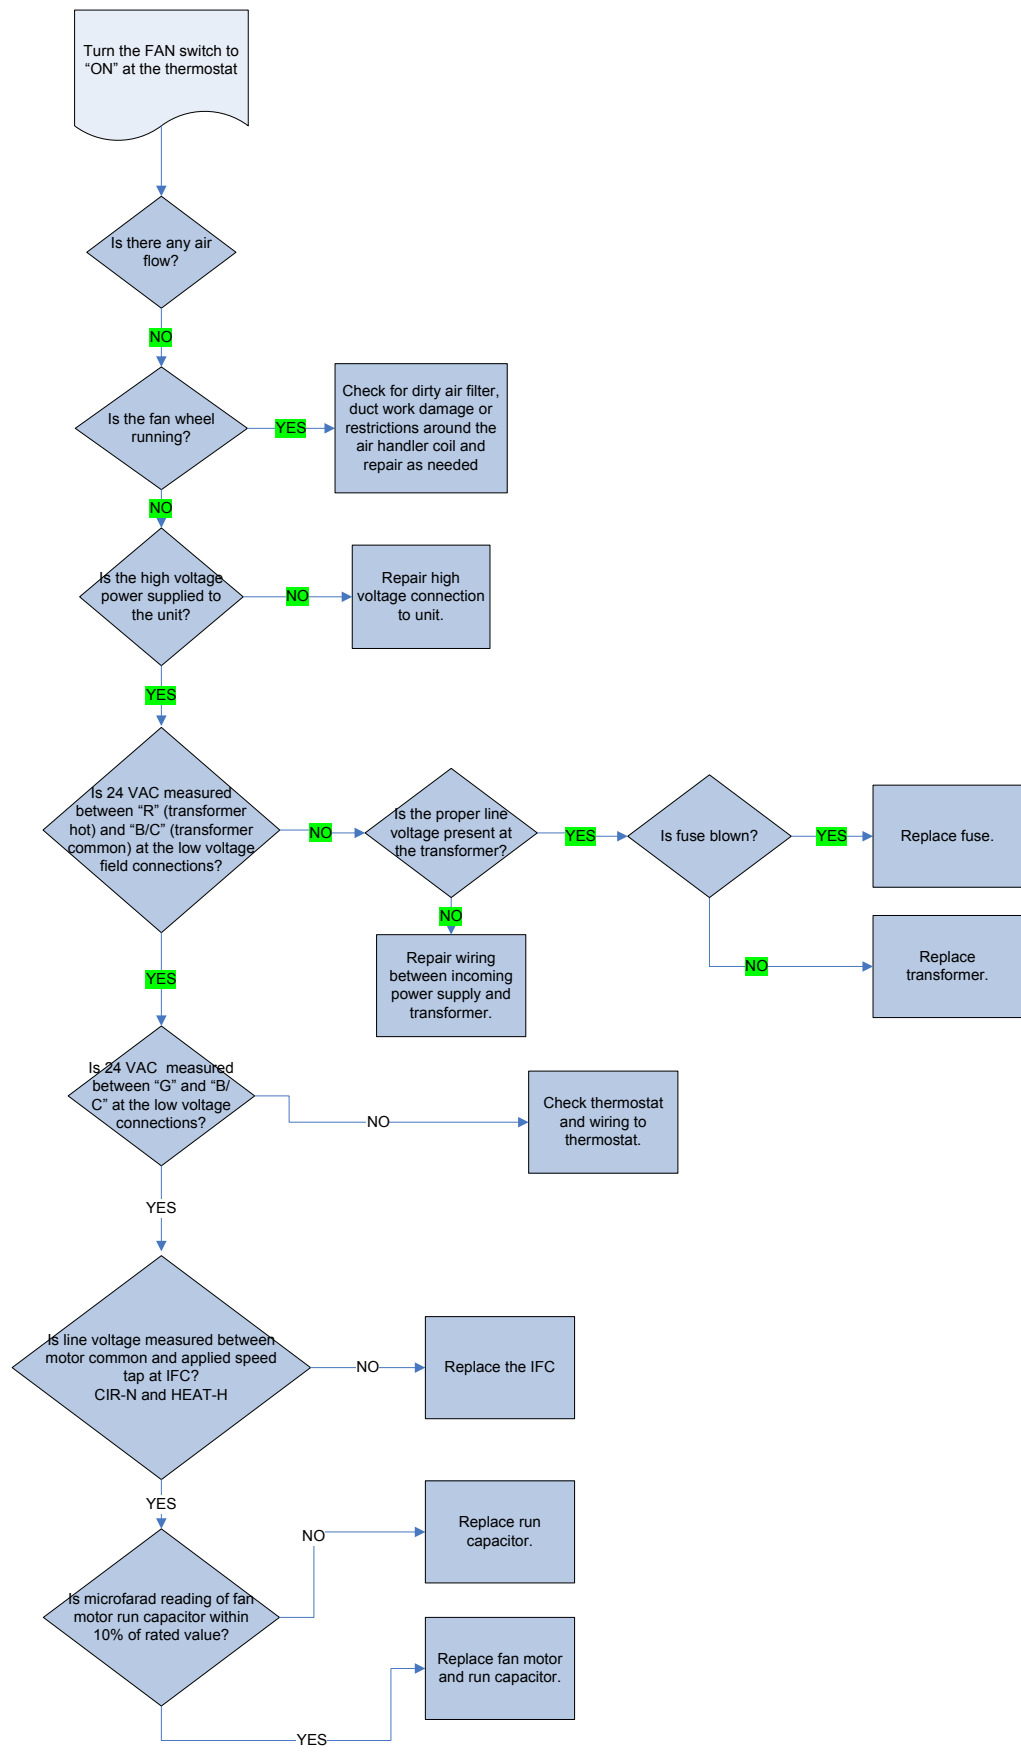 Turn the FAN switch to
“ON” at the thermostat
Is there any air
flow?
NO
Is the fan wheel
running?
YES
Check for dirty air filter,
duct work damage or
restrictions around the
air handler coil and
repair as needed
NO
Is the high voltage
power supplied to
the unit?
NO
Repair high
voltage connection
to unit.
YES
Is 24 VAC measured
between “R” (transformer
hot) and “B/C” (transformer
common) at the low voltage
field connections?
NO
Is the proper line
voltage present at
the transformer?
YES
Is fuse blown?
YES
Replace fuse.
NO
Repair wiring
between incoming
power supply and
transformer.
NO
Replace
transformer.
YES
Is 24 VAC  measured
between “G” and “B/
C” at the low voltage
connections?
NO
Check thermostat
and wiring to
thermostat.
YES
Is line voltage measured between
motor common and applied speed
tap at IFC?
CIR-N and HEAT-H
NO
Replace the IFC
YES
Is microfarad reading of fan
motor run capacitor within
10% of rated value?
NO
Replace run
capacitor.
YES
Replace fan motor
and run capacitor.